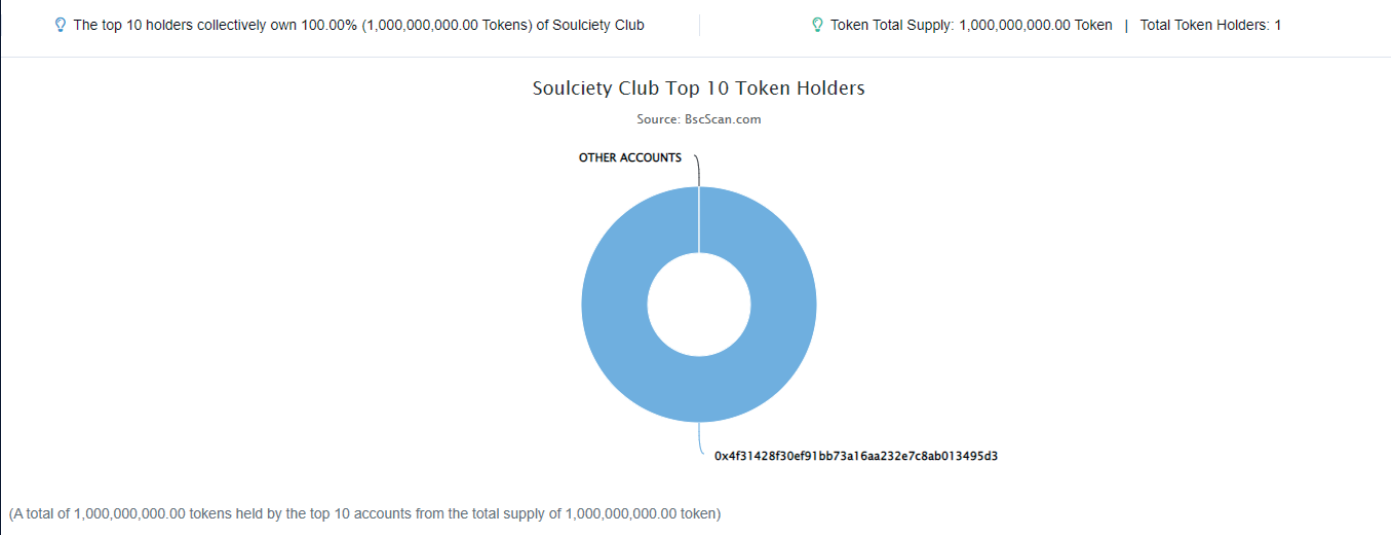 The top 10 holders collectively own 100.00% (1,000,000,000.00 Tokens) of Soulciety Club
Token Total Supply: 1,000,000,000.00 Token | Total Token Holders: 1
Soulciety Club Top 10 Token Holders
Source: BscScan.com
OTHER ACCOUNTS
0x4f31428f30ef91bb73a16aa232e7c8ab013495d3
(A total of 1,000,000,000.00 tokens held by the top 10 accounts from the total supply of 1,000,000,000.00 token)